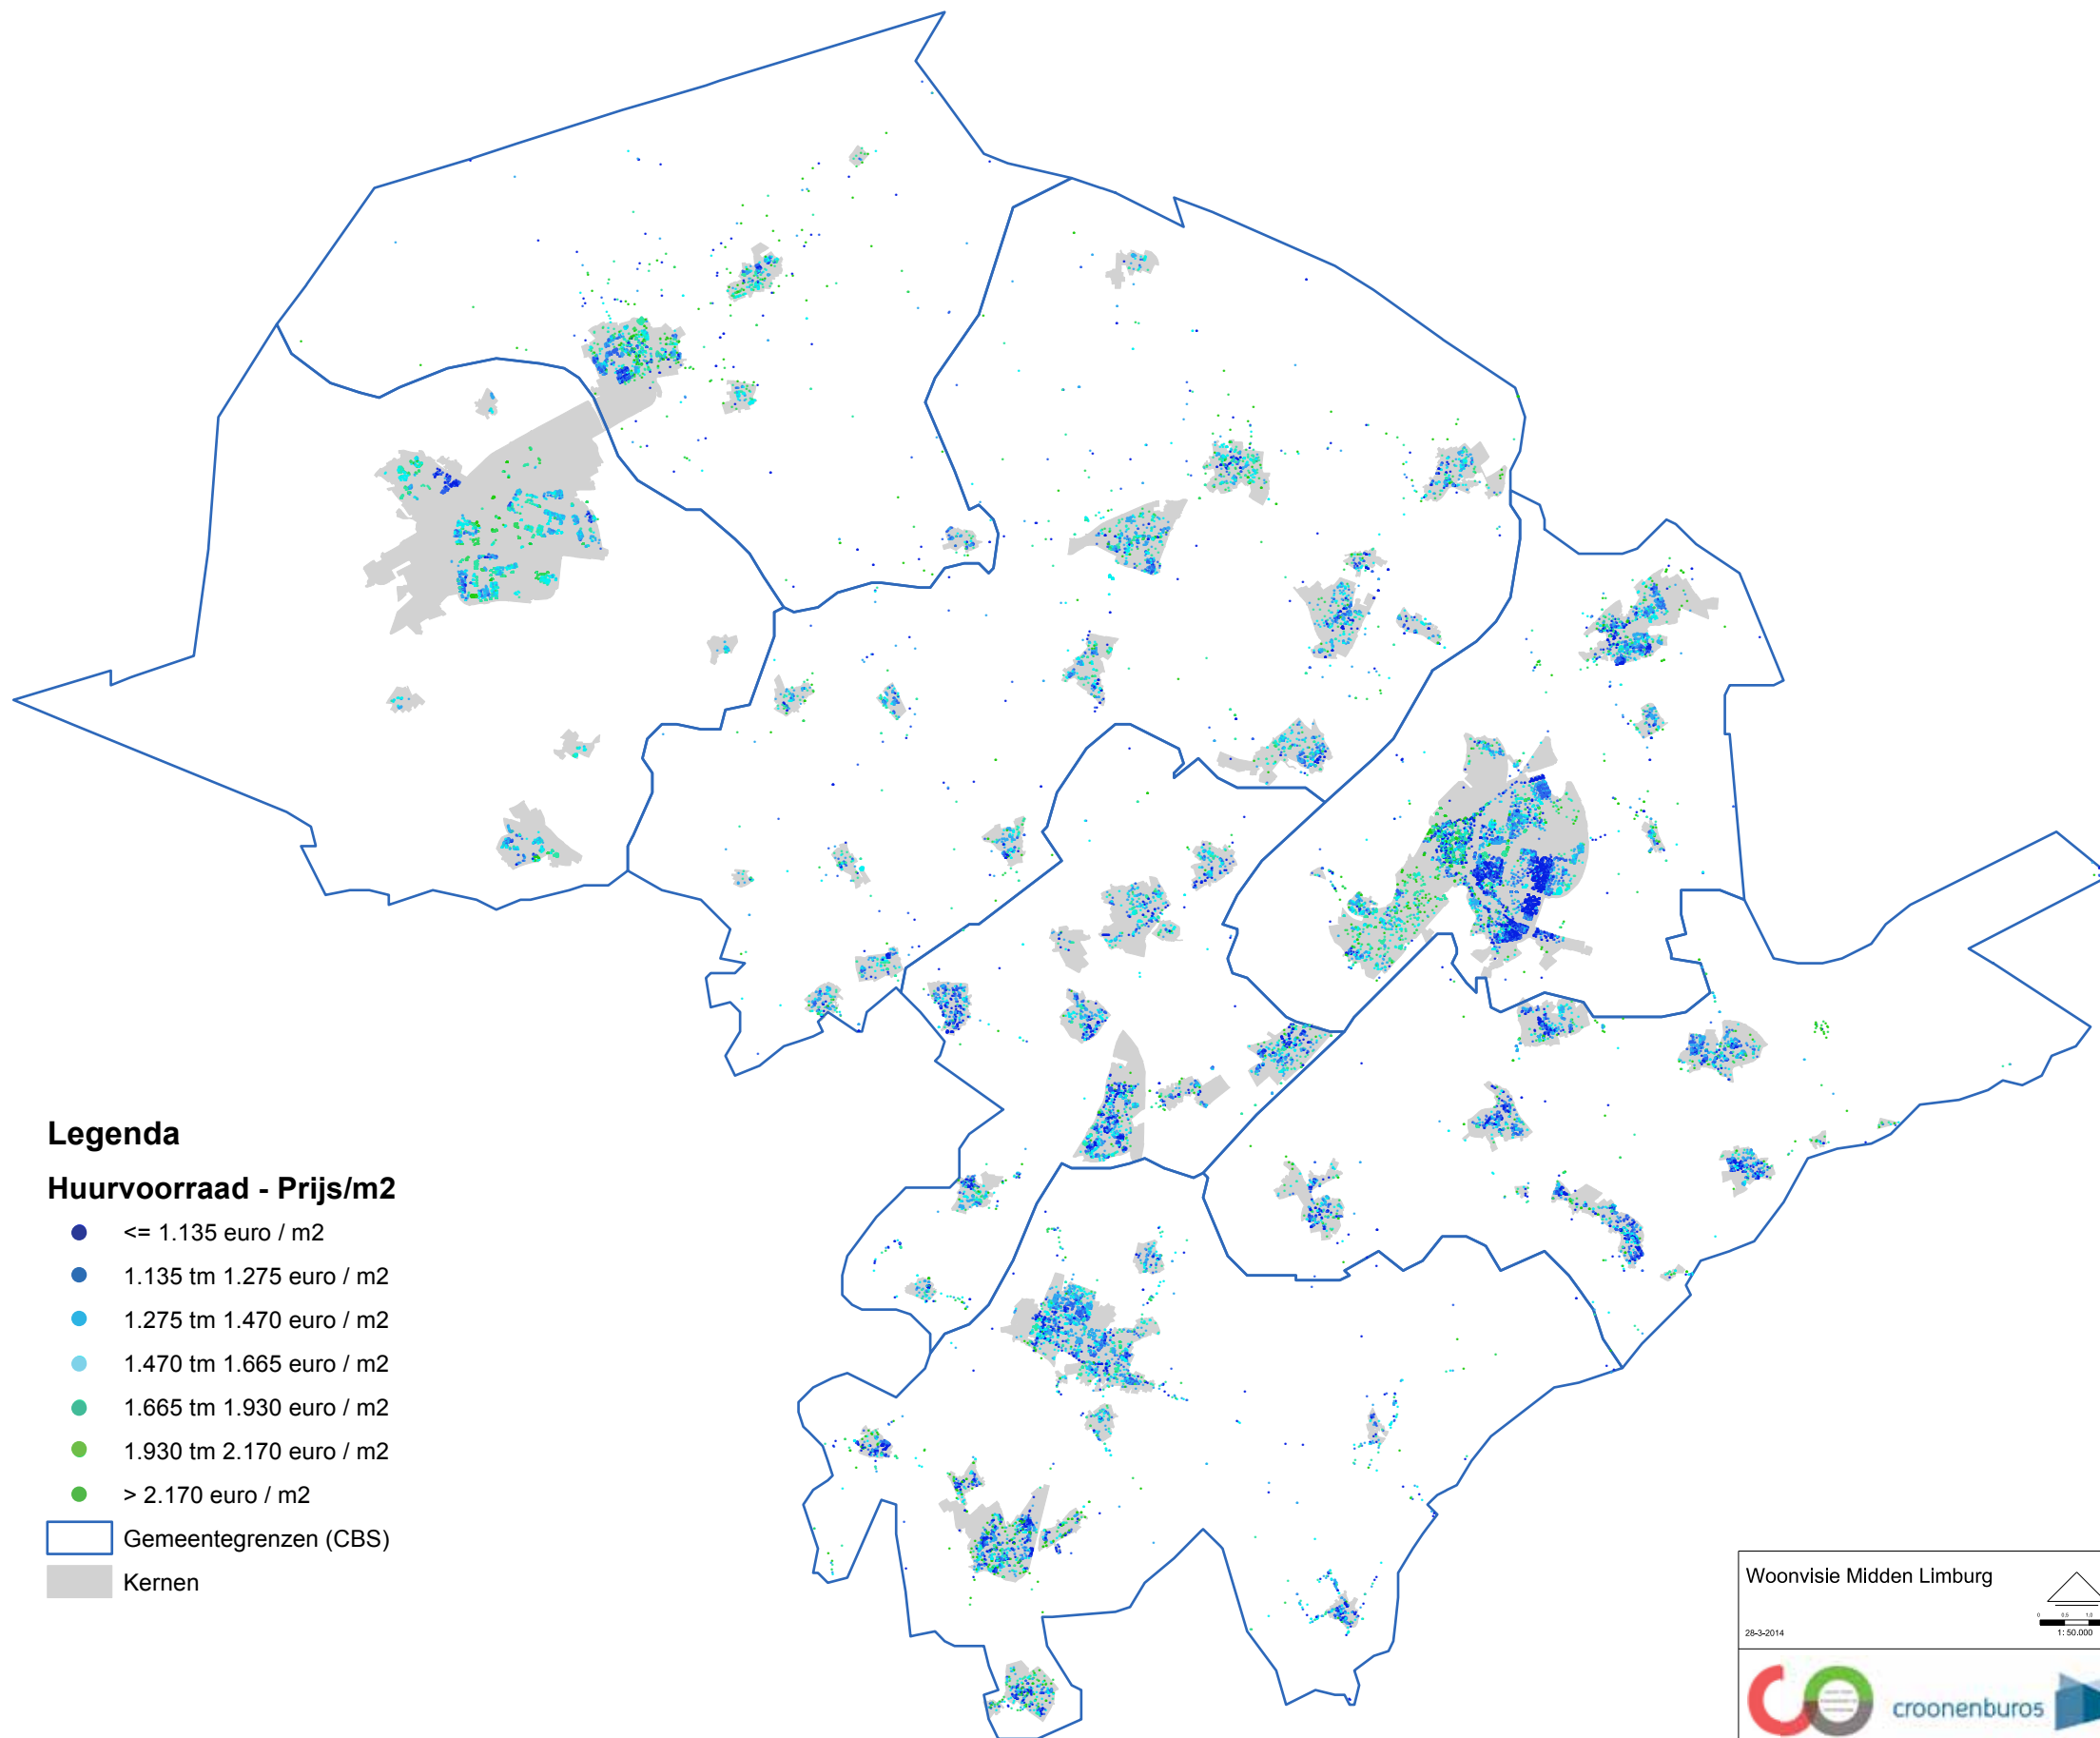 Legenda
Huurvoorraad - Prijs/m2
<= 1.135 euro / m2
1.135 tm 1.275 euro / m2
1.275 tm 1.470 euro / m2
1.470 tm 1.665 euro / m2
1.665 tm 1.930 euro / m2
1.930 tm 2.170 euro / m2
> 2.170 euro / m2
Gemeentegrenzen (CBS)
Kernen
Woonvisie Midden Limburg
28-3-2014
1: 50.000
croonenburos